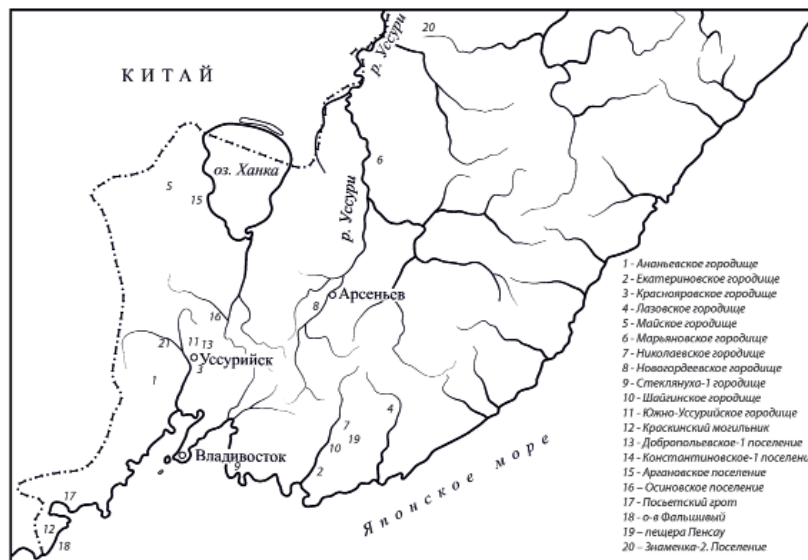 20
р. Уссури
КИТАЙ
оз. Ханка
5
15
6
р. Уссури
Арсеньев
8
16
21
11
13
Уссурийск
3
1
7
4
10
19
2
Владивосток
9
Японское море
17
12
18
1 - Ананьевское городище
2 - Екатериновское городище
3 - Краснояровское городище
4 - Лазовское городище
5 - Майское городище
6 - Марьяновское городище
7 - Николаевское городище
8 - Новогордеевское городище
9 - Стеклянуха-1 городище
10 - Шайгинское городище
11 - Южно-Уссурийское городище
12 - Краскинский могильник
13 - Доброполье­вское-1 поселение
14 - Константиновское-1 поселени
15 - Аргановское поселение
16 – Осиновское поселение
17 - Посьетский грот
18 - о-в Фальшивый
19 – пещера Пенсау
20 – Знаменка-2. Поселение